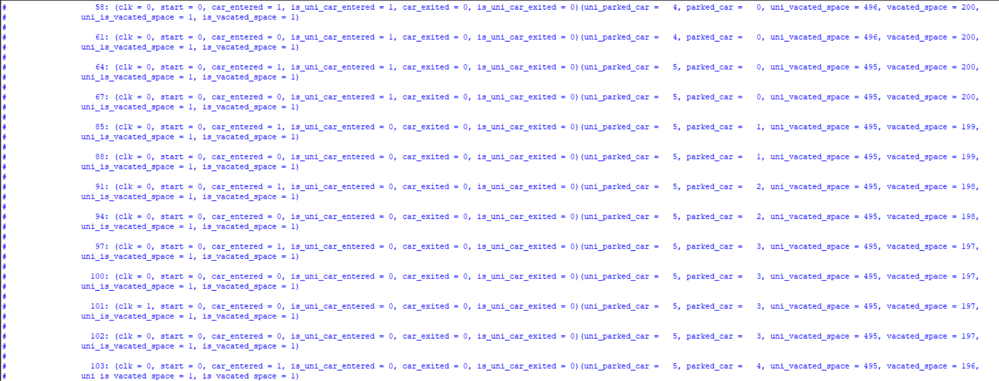 # 58: (clk = 0, start = 0, car_entered = 1, is_uni_car_entered = 1, car_exited = 0, is_uni_car_exited = 0)(uni_parked_car = 4, parked_car = 0, uni_vacated_space = 496, vacated_space = 200,
# uni_is_vacated_space = 1, is_vacated_space = 1)
#
# 61: (clk = 0, start = 0, car_entered = 0, is_uni_car_entered = 1, car_exited = 0, is_uni_car_exited = 0)(uni_parked_car = 4, parked_car = 0, uni_vacated_space = 496, vacated_space = 200,
# uni_is_vacated_space = 1, is_vacated_space = 1)
#
# 64: (clk = 0, start = 0, car_entered = 1, is_uni_car_entered = 1, car_exited = 0, is_uni_car_exited = 0)(uni_parked_car = 5, parked_car = 0, uni_vacated_space = 495, vacated_space = 200,
# uni_is_vacated_space = 1, is_vacated_space = 1)
#
# 67: (clk = 0, start = 0, car_entered = 0, is_uni_car_entered = 1, car_exited = 0, is_uni_car_exited = 0)(uni_parked_car = 5, parked_car = 0, uni_vacated_space = 495, vacated_space = 200,
# uni_is_vacated_space = 1, is_vacated_space = 1)
#
# 85: (clk = 0, start = 0, car_entered = 1, is_uni_car_entered = 0, car_exited = 0, is_uni_car_exited = 0)(uni_parked_car = 5, parked_car = 1, uni_vacated_space = 495, vacated_space = 199,
# uni_is_vacated_space = 1, is_vacated_space = 1)
#
# 88: (clk = 0, start = 0, car_entered = 0, is_uni_car_entered = 0, car_exited = 0, is_uni_car_exited = 0)(uni_parked_car = 5, parked_car = 1, uni_vacated_space = 495, vacated_space = 199,
# uni_is_vacated_space = 1, is_vacated_space = 1)
#
# 91: (clk = 0, start = 0, car_entered = 1, is_uni_car_entered = 0, car_exited = 0, is_uni_car_exited = 0)(uni_parked_car = 5, parked_car = 2, uni_vacated_space = 495, vacated_space = 198,
# uni_is_vacated_space = 1, is_vacated_space = 1)
#
# 94: (clk = 0, start = 0, car_entered = 0, is_uni_car_entered = 0, car_exited = 0, is_uni_car_exited = 0)(uni_parked_car = 5, parked_car = 2, uni_vacated_space = 495, vacated_space = 198,
# uni_is_vacated_space = 1, is_vacated_space = 1)
#
# 97: (clk = 0, start = 0, car_entered = 1, is_uni_car_entered = 0, car_exited = 0, is_uni_car_exited = 0)(uni_parked_car = 5, parked_car = 3, uni_vacated_space = 495, vacated_space = 197,
# uni_is_vacated_space = 1, is_vacated_space = 1)
#
# 100: (clk = 0, start = 0, car_entered = 0, is_uni_car_entered = 0, car_exited = 0, is_uni_car_exited = 0)(uni_parked_car = 5, parked_car = 3, uni_vacated_space = 495, vacated_space = 197,
# uni_is_vacated_space = 1, is_vacated_space = 1)
#
# 101: (clk = 1, start = 0, car_entered = 0, is_uni_car_entered = 0, car_exited = 0, is_uni_car_exited = 0)(uni_parked_car = 5, parked_car = 3, uni_vacated_space = 495, vacated_space = 197,
# uni_is_vacated_space = 1, is_vacated_space = 1)
#
# 102: (clk = 0, start = 0, car_entered = 0, is_uni_car_entered = 0, car_exited = 0, is_uni_car_exited = 0)(uni_parked_car = 5, parked_car = 3, uni_vacated_space = 495, vacated_space = 197,
# uni_is_vacated_space = 1, is_vacated_space = 1)
#
# 103: (clk = 0, start = 0, car_entered = 1, is_uni_car_entered = 0, car_exited = 0, is_uni_car_exited = 0)(uni_parked_car = 5, parked_car = 4, uni_vacated_space = 495, vacated_space = 196,
# uni_is_vacated_space = 1, is_vacated_space = 1)